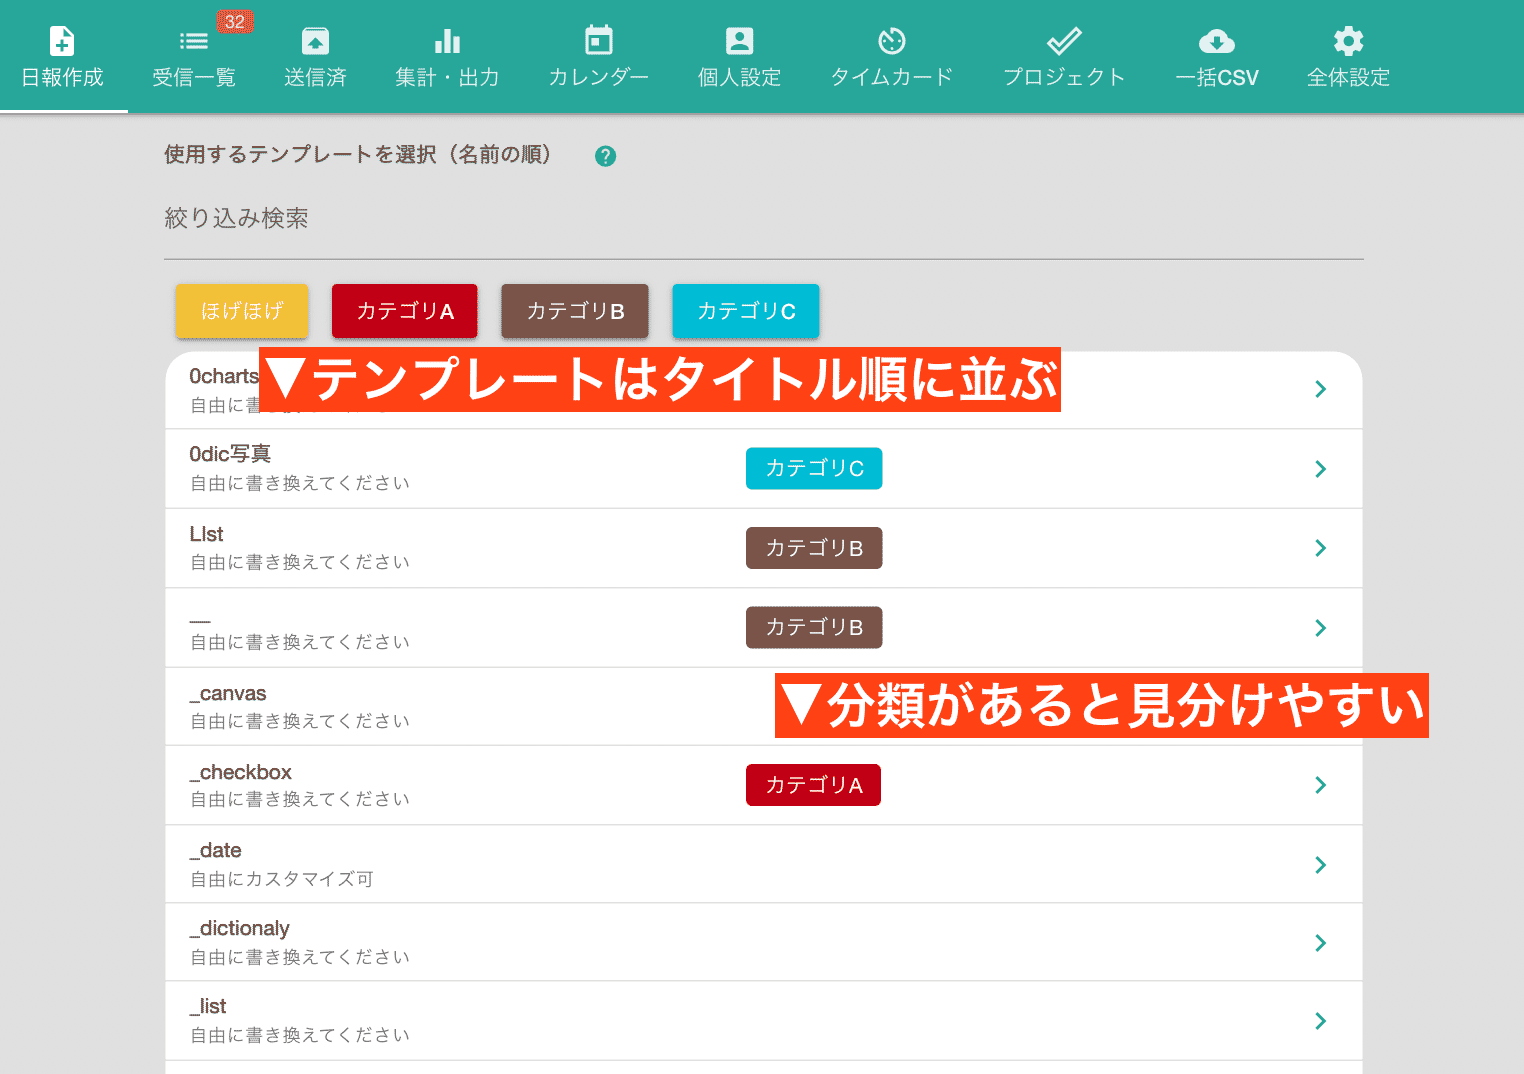 32
日報作成
受信一覧
送信済
集計・出力
カレンダー
個人設定
タイムカード
プロジェクト
一括CSV
全体設定
使用するテンプレートを選択（名前の順）
?
絞り込み検索
ほげほげ
カテゴリA
カテゴリB
カテゴリC
0charts
▼テンプレートはタイトル順に並ぶ
自由に書
0dic写真
自由に書き換えてください
カテゴリC
LIst
自由に書き換えてください
カテゴリB
__
自由に書き換えてください
カテゴリB
_canvas
自由に書き換えてください
▼分類があると見分けやすい
_checkbox
自由に書き換えてください
カテゴリA
_date
自由にカスタマイズ可
_dictionaly
自由に書き換えてください
_list
自由に書き換えてください